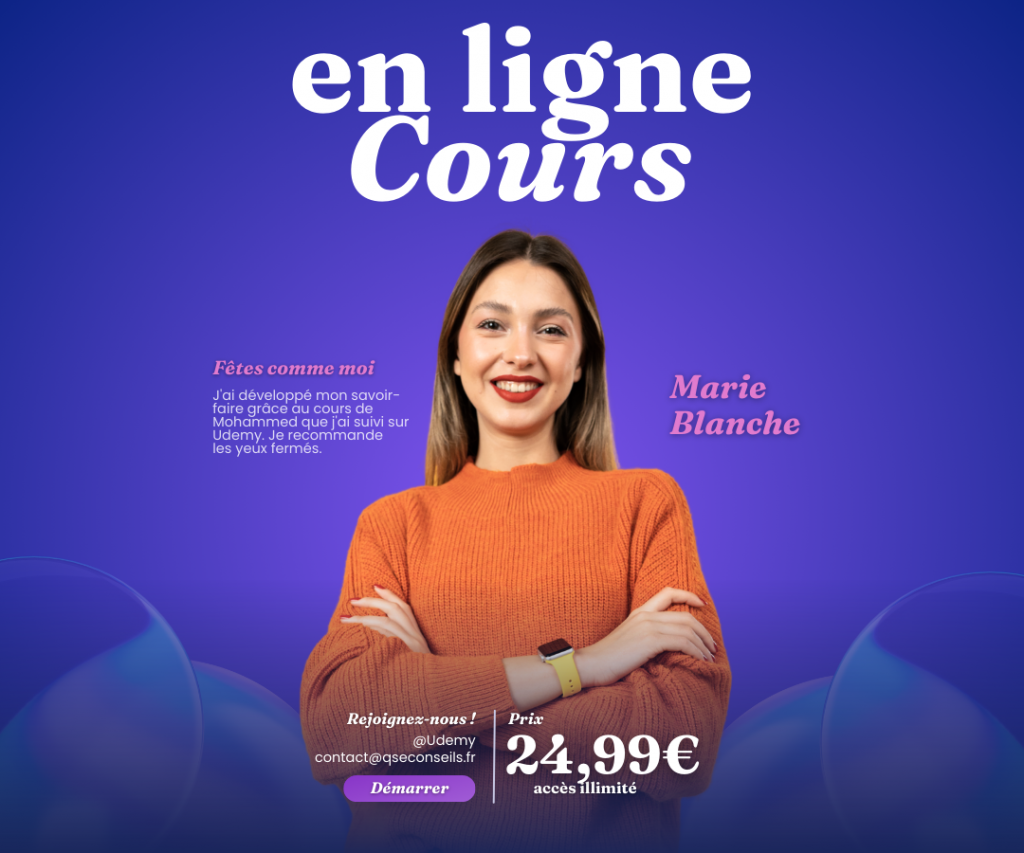 en ligne
Cours
Fêtes comme moi
J'ai développé mon savoir-
faire grâce au cours de
Mohammed que j'ai suivi sur
Udemy. Je recommande
les yeux fermés.
Marie
Blanche
Rejoignez-nous !
@Udemy
contact@qseconseils.fr
Démarrer
Prix
24,99€
accès illimité